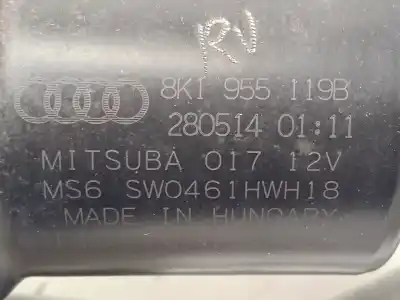 RV
8K1 955 119B
280514 01:11
MITSUBA 017 12V
MS6 SW0461HWH18
MADE IN HUNGARY